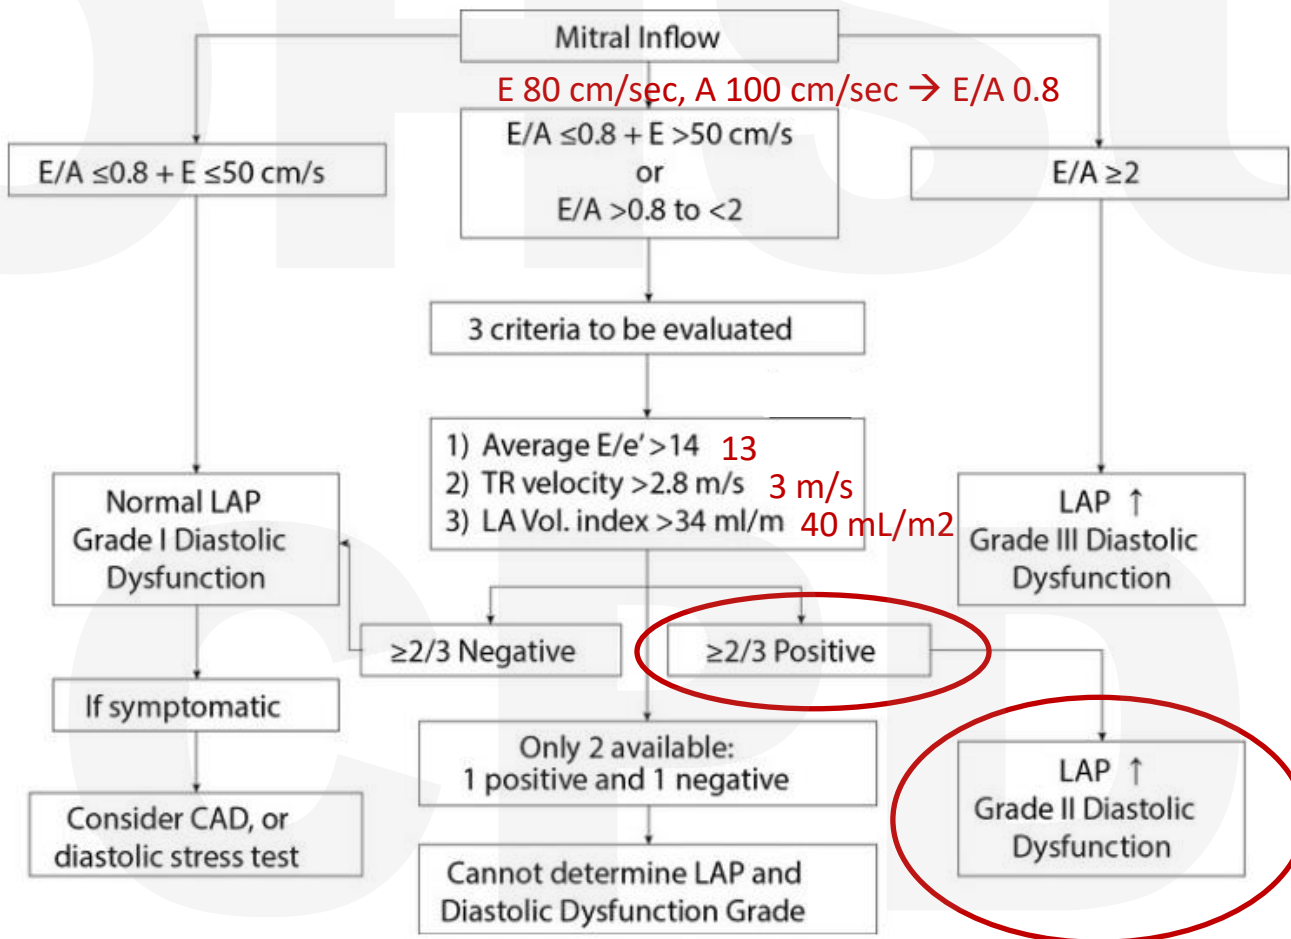 Mitral Inflow
E 80 cm/sec, A 100 cm/sec → E/A 0.8
E/A ≤0.8 + E ≤50 cm/s
E/A ≤0.8 + E >50 cm/s
or
E/A >0.8 to <2
E/A ≥2
3 criteria to be evaluated
1) Average E/e' >14 13
2) TR velocity >2.8 m/s 3 m/s
3) LA Vol. index >34 ml/m 40 mL/m2
Normal LAP
Grade I Diastolic
Dysfunction
LAP ↑
Grade III Diastolic
Dysfunction
≥2/3 Negative
≥2/3 Positive
If symptomatic
Only 2 available:
1 positive and 1 negative
LAP ↑
Grade II Diastolic
Dysfunction
Consider CAD, or
diastolic stress test
Cannot determine LAP and
Diastolic Dysfunction Grade
CPD